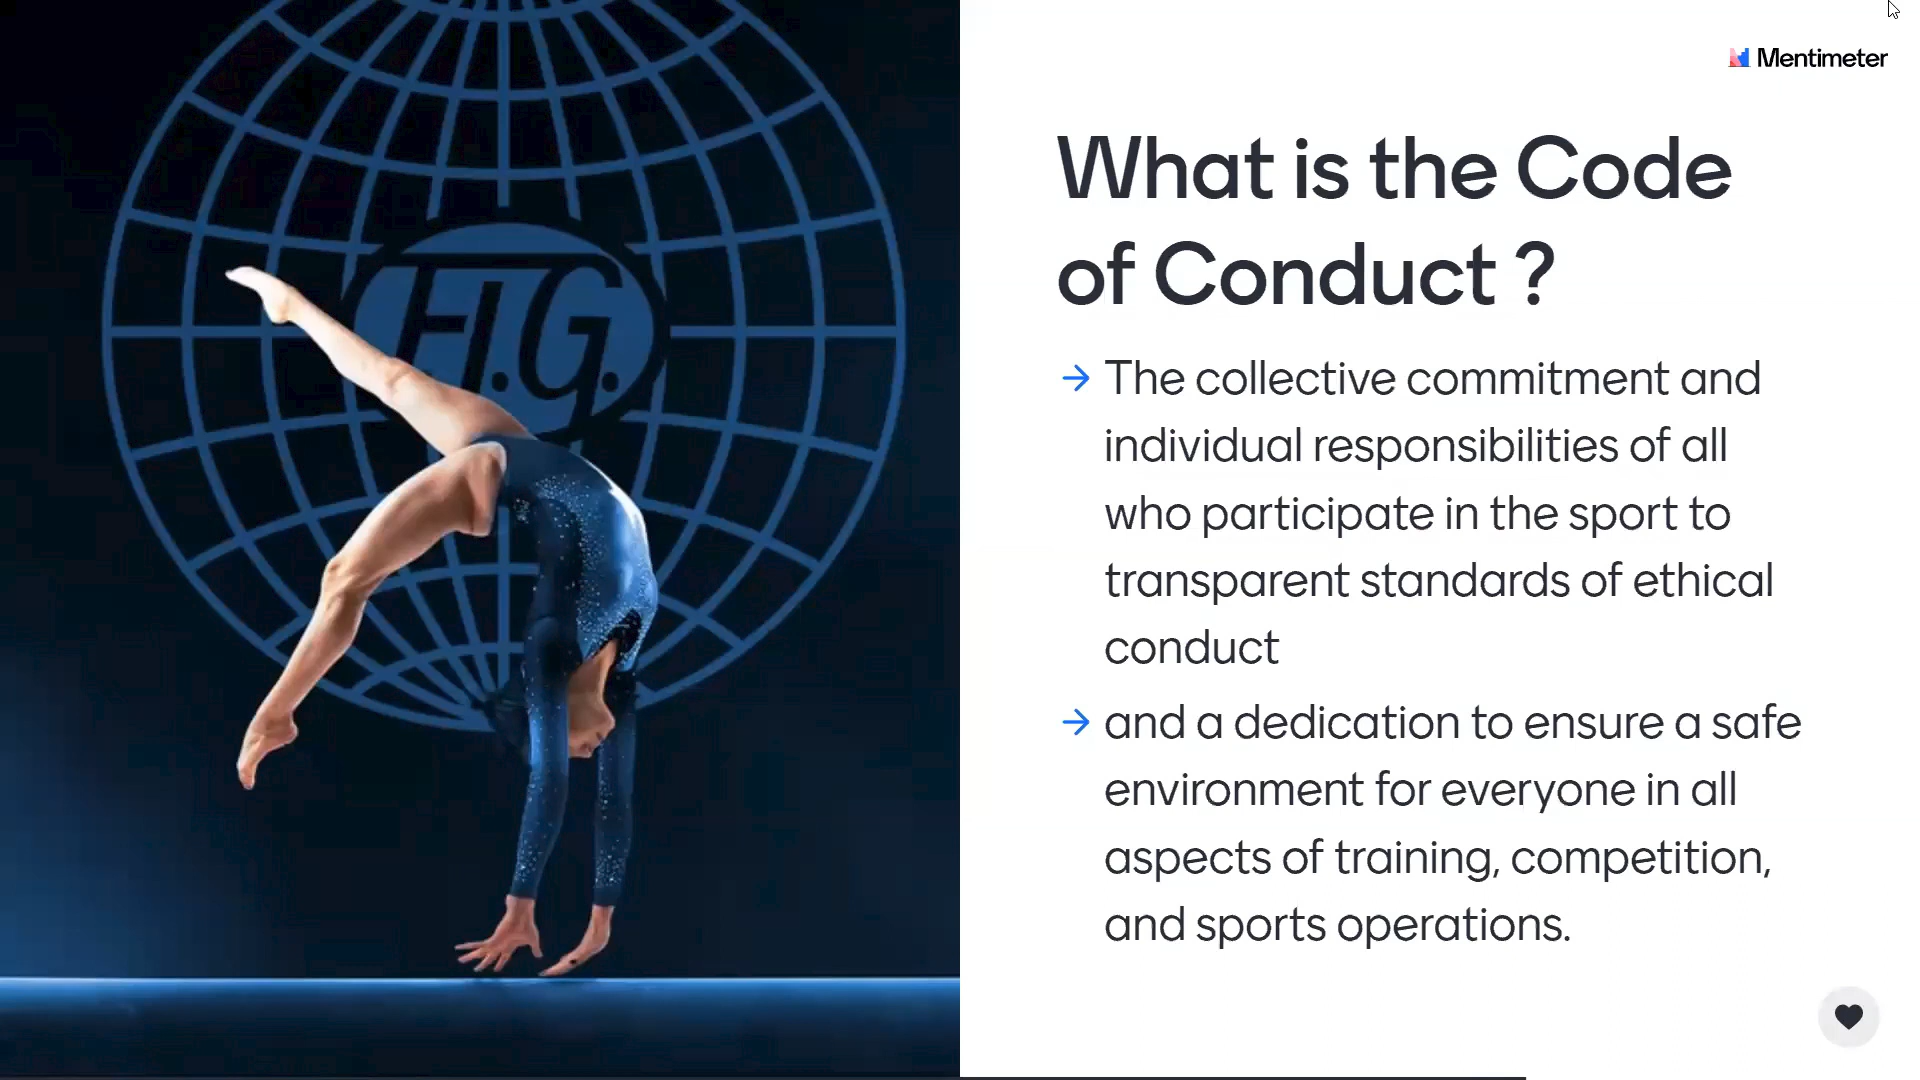 F.I.G.
Mentimeter
What is the Code
of Conduct ?
→ The collective commitment and
individual responsibilities of all
who participate in the sport to
transparent standards of ethical
conduct
→ and a dedication to ensure a safe
environment for everyone in all
aspects of training, competition,
and sports operations.